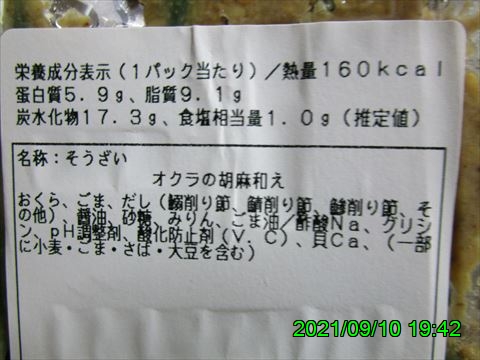 栄養成分表示(1パック当たり)/熱量160kcal
蛋白質5.9g、脂質9.1g
炭水化物17.3g、食塩相当量1.0g(推定値)
名称:そうざい
オクラの胡麻和え
おくら、ごま、だし(鰯削り節、鯖削り節、鰺削り節、そ
の他)、醤油、砂糖、みりん、ごま油/酢酸Na、グリシ
ン、pH調整剤、酸化防止剤(V.C)、貝Ca、(一部
に小麦・ごま・さば・大豆を含む)
2021/09/10 19:42